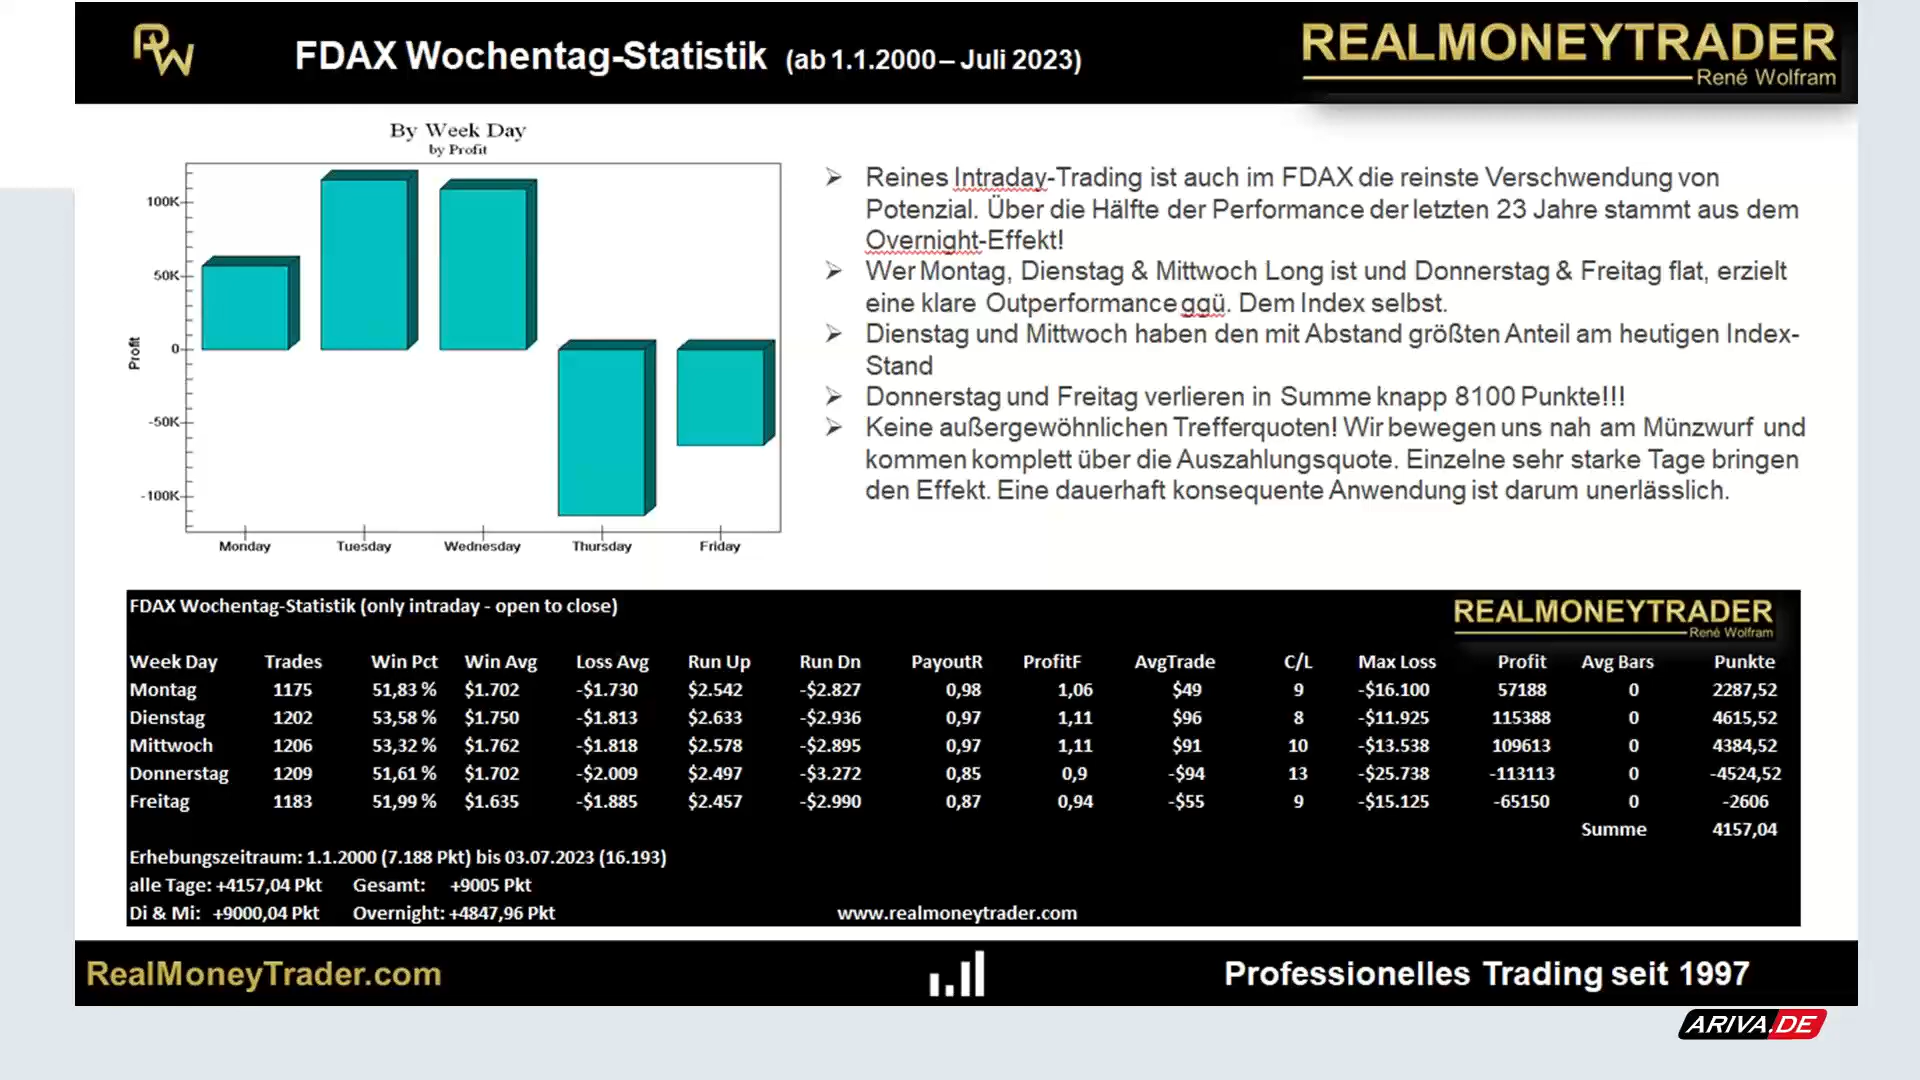 RW
FDAX Wochentag-Statistik (ab 1.1.2000 – Juli 2023)
REALMONEYTRADER
René Wolfram
By Week Day
by Profit
100K
50K
0
-50K
-100K
Profit
Monday Tuesday Wednesday Thursday Friday
➢ Reines Intraday-Trading ist auch im FDAX die reinste Verschwendung von
Potenzial. Über die Hälfte der Performance der letzten 23 Jahre stammt aus dem
Overnight-Effekt!
➢ Wer Montag, Dienstag & Mittwoch Long ist und Donnerstag & Freitag flat, erzielt
eine klare Outperformance ggü. Dem Index selbst.
➢ Dienstag und Mittwoch haben den mit Abstand größten Anteil am heutigen Index-
Stand
➢ Donnerstag und Freitag verlieren in Summe knapp 8100 Punkte!!!
➢ Keine außergewöhnlichen Trefferquoten! Wir bewegen uns nah am Münzwurf und
kommen komplett über die Auszahlungsquote. Einzelne sehr starke Tage bringen
den Effekt. Eine dauerhaft konsequente Anwendung ist darum unerlässlich.
FDAX Wochentag-Statistik (only intraday - open to close)
REALMONEYTRADER
René Wolfram
Week Day Trades Win Pct Win Avg Loss Avg Run Up Run Dn PayoutR ProfitF AvgTrade C/L Max Loss Profit Avg Bars Punkte
Montag 1175 51,83 % $1.702 -$1.730 $2.542 -$2.827 0,98 1,06 $49 9 -$16.100 57188 0 2287,52
Dienstag 1202 53,58 % $1.750 -$1.813 $2.633 -$2.936 0,97 1,11 $96 8 -$11.925 115388 0 4615,52
Mittwoch 1206 53,32 % $1.762 -$1.818 $2.578 -$2.895 0,97 1,11 $91 10 -$13.538 109613 0 4384,52
Donnerstag 1209 51,61 % $1.702 -$2.009 $2.497 -$3.272 0,85 0,9 -$94 13 -$25.738 -113113 0 -4524,52
Freitag 1183 51,99 % $1.635 -$1.885 $2.457 -$2.990 0,87 0,94 -$55 9 -$15.125 -65150 0 -2606
Summe 4157,04
Erhebungszeitraum: 1.1.2000 (7.188 Pkt) bis 03.07.2023 (16.193)
alle Tage: +4157,04 Pkt Gesamt: +9005 Pkt
Di & Mi: +9000,04 Pkt Overnight: +4847,96 Pkt www.realmoneytrader.com
RealMoneyTrader.com
Professionelles Trading seit 1997
ARIVA.DE